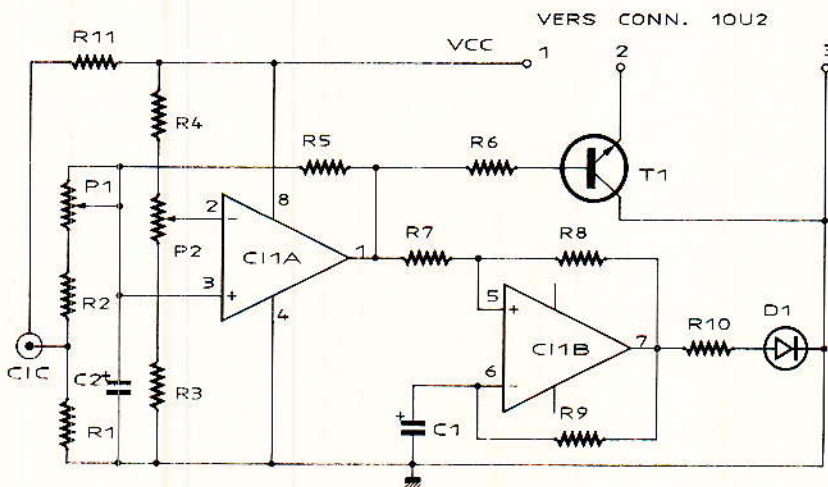 VERS CONN. 10U2
R11
VCC
1
2
3
R4
R5
R6
T1
P1
2
-
8
P2
CI1A
1
R7
R8
3
+
4
R2
5
+
CI1B
7
R10
D1
CIC
C2
+
R3
6
-
R9
R1
+
C1